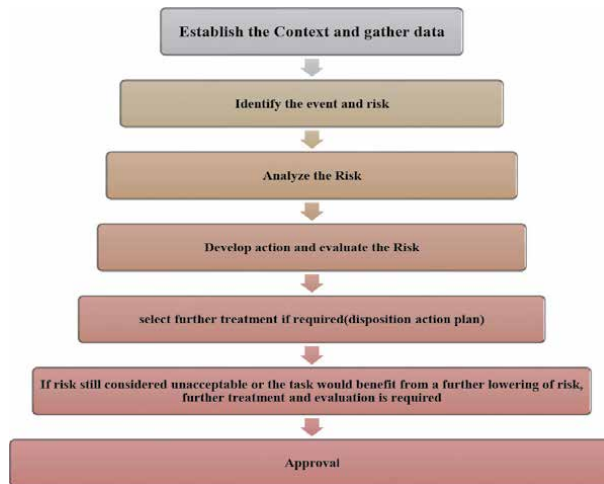 Establish the Context and gather data
Identify the event and risk
Analyze the Risk
Develop action and evaluate the Risk
select further treatment if required(disposition action plan)
If risk still considered unacceptable or the task would benefit from a further lowering of risk,
further treatment and evaluation is required
Approval